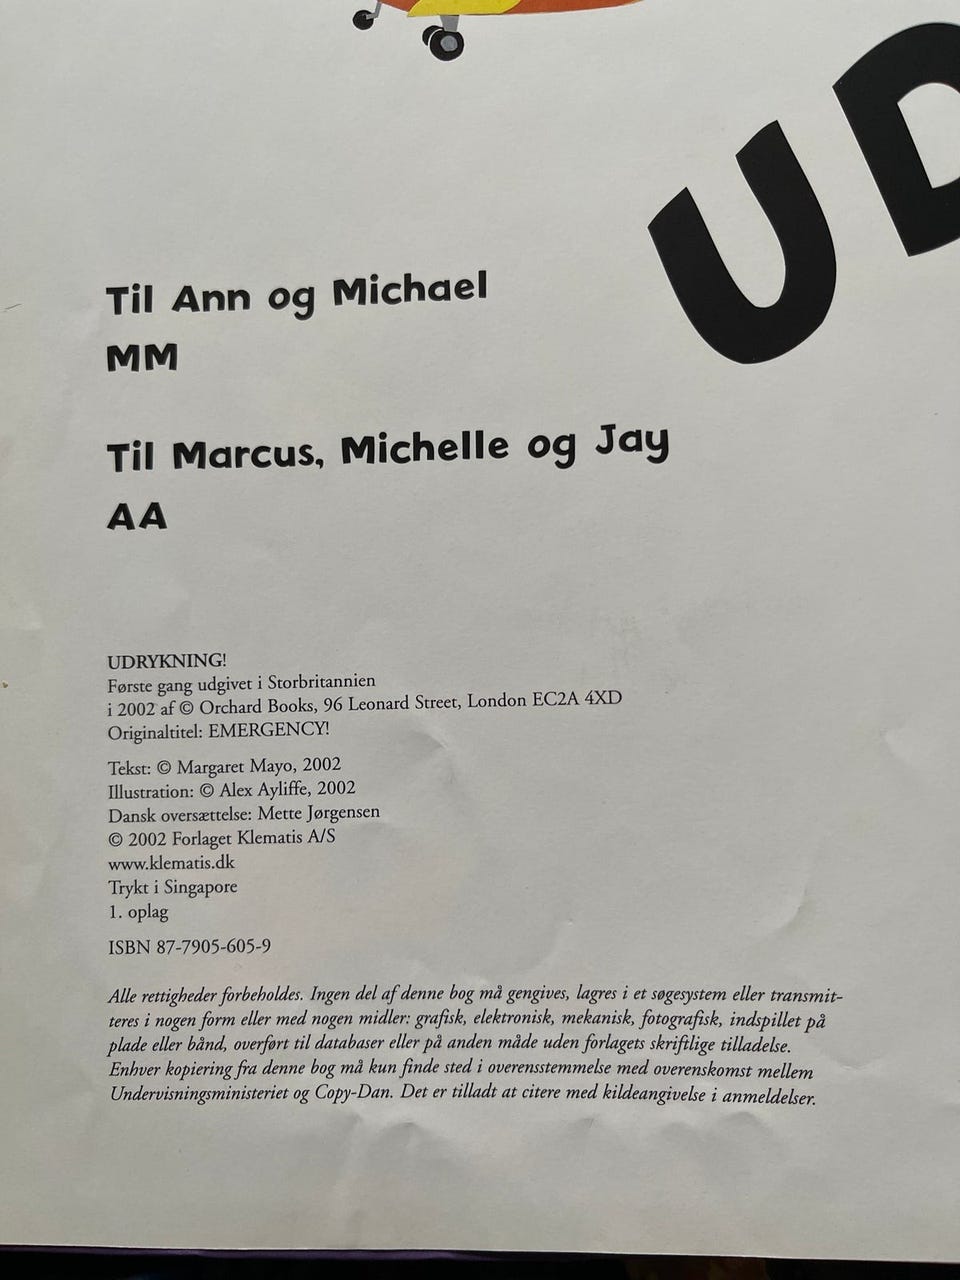 UD
Til Ann og Michael
MM
Til Marcus, Michelle og Jay
AA
UDRYKNING!
Første gang udgivet i Storbritannien
i 2002 af © Orchard Books, 96 Leonard Street, London EC2A 4XD
Originaltitel: EMERGENCY!
Tekst: © Margaret Mayo, 2002
Illustration: © Alex Ayliffe, 2002
Dansk oversættelse: Mette Jørgensen
© 2002 Forlaget Klematis A/S
www.klematis.dk
Trykt i Singapore
1. oplag
ISBN 87-7905-605-9
Alle rettigheder forbeholdes. Ingen del af denne bog må gengives, lagres i et søgesystem eller transmit-
teres i nogen form eller med nogen midler: grafisk, elektronisk, mekanisk, fotografisk, indspillet på
plade eller bånd, overført til databaser eller på anden måde uden forlagets skriftlige tilladelse.
Enhver kopiering fra denne bog må kun finde sted i overensstemmelse med overenskomst mellem
Undervisningsministeriet og Copy-Dan. Det er tilladt at citere med kildeangivelse i anmeldelser.